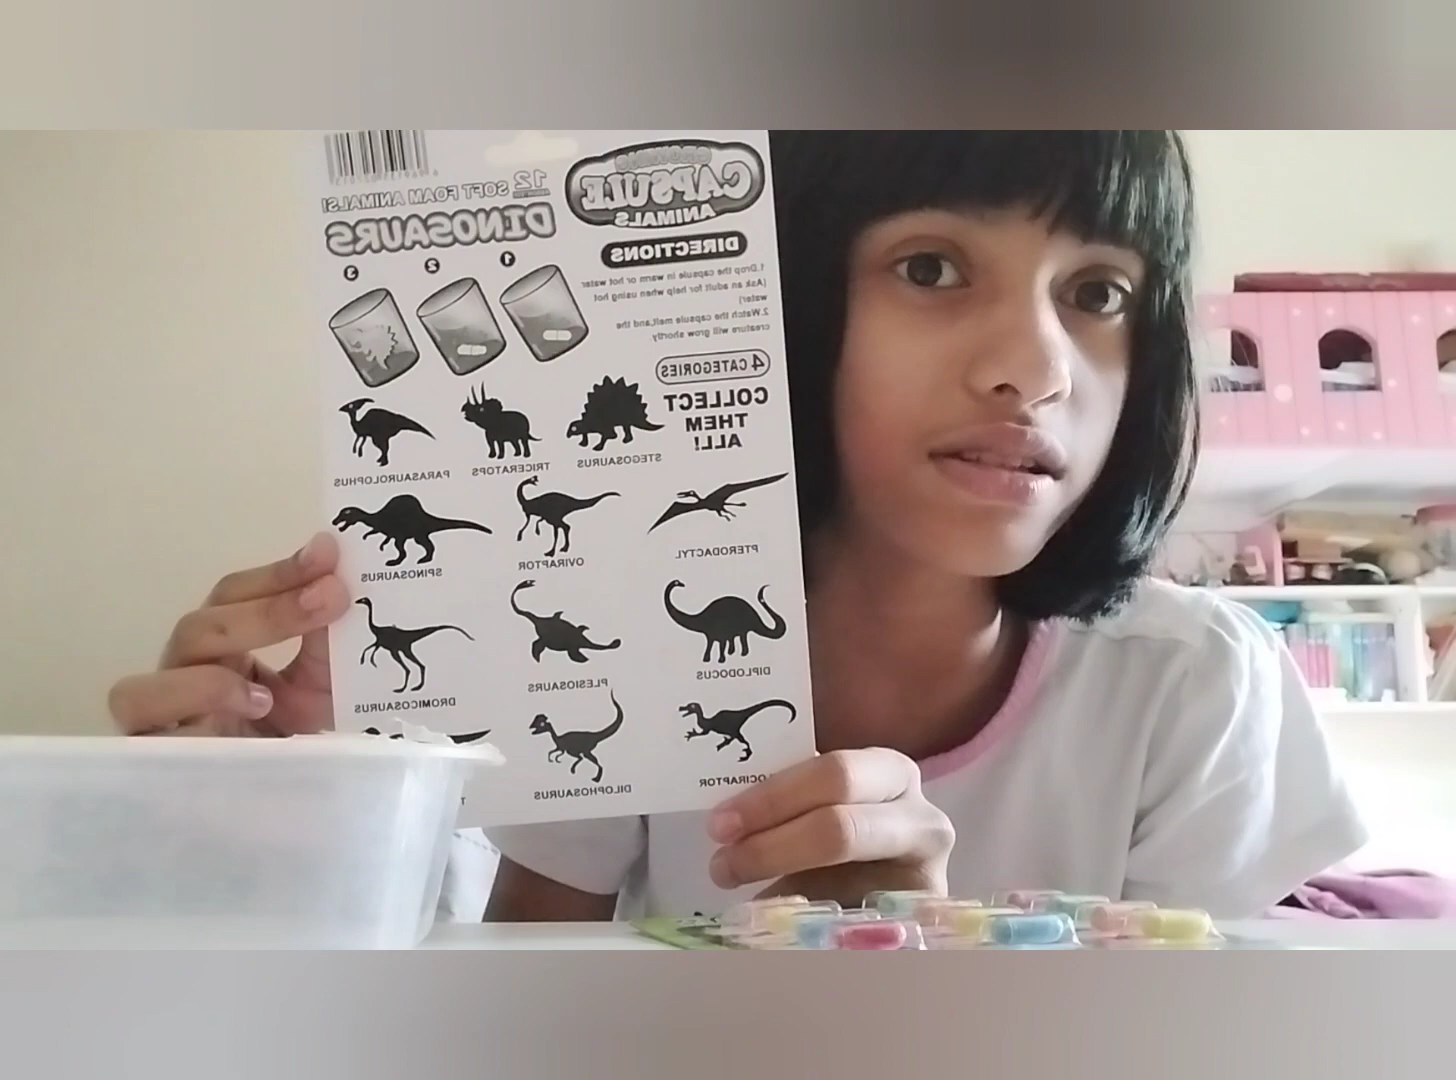 GROWING
CAPSULE
ANIMALS
12 SOFT FOAM ANIMALS!
DINOSAURS
DIRECTIONS
1.Drop the capsule in warm or hot water
(Ask an adult for help when using hot
water)
2.Watch the capsule melt,and the
creature will grow shortly
1 2 3
4 CATEGORIES
COLLECT
THEM
ALL!
STEGOSAURUS TRICERATOPS PARASAUROLOPHUS
PTERODACTYL OVIRAPTOR SPINOSAURUS
DIPLODOCUS PLESIOSAURS DROMICOSAURUS
LOCIRAPTOR DILOPHOSAURUS T